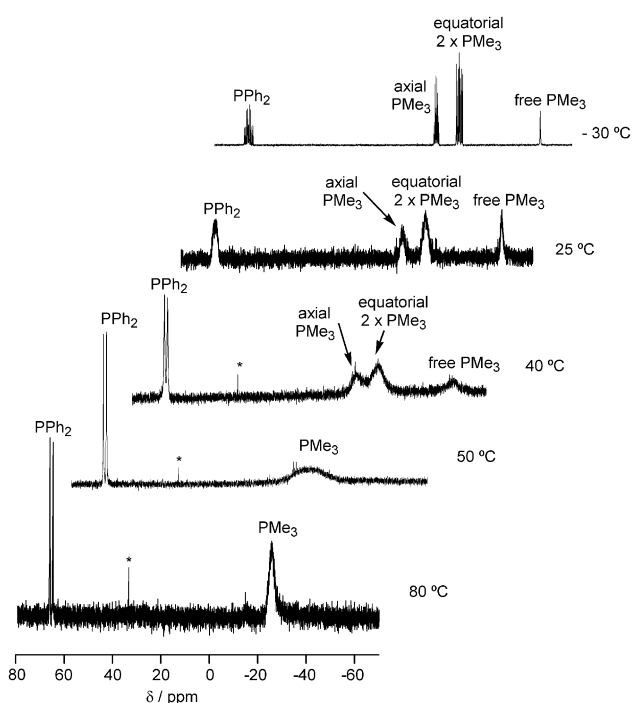 equatorial
2 x PMe3
axial
PMe3
PPh2
free PMe3
- 30 ºC
axial
PMe3
equatorial
2 x PMe3
free PMe3
PPh2
25 ºC
PPh2
axial
PMe3
equatorial
2 x PMe3
free PMe3
*
40 ºC
PPh2
PMe3
*
50 ºC
PPh2
PMe3
*
80 ºC
80 60 40 20 0 -20 -40 -60
δ / ppm